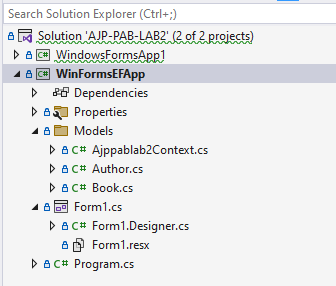 Search Solution Explorer (Ctrl+;)
Solution 'AJP-PAB-LAB2' (2 of 2 projects)
C# WindowsFormsApp1
C# WinFormsEFApp
Dependencies
Properties
Models
C# Ajppablab2Context.cs
C# Author.cs
C# Book.cs
Form1.cs
C# Form1.Designer.cs
Form1.resx
C# Program.cs